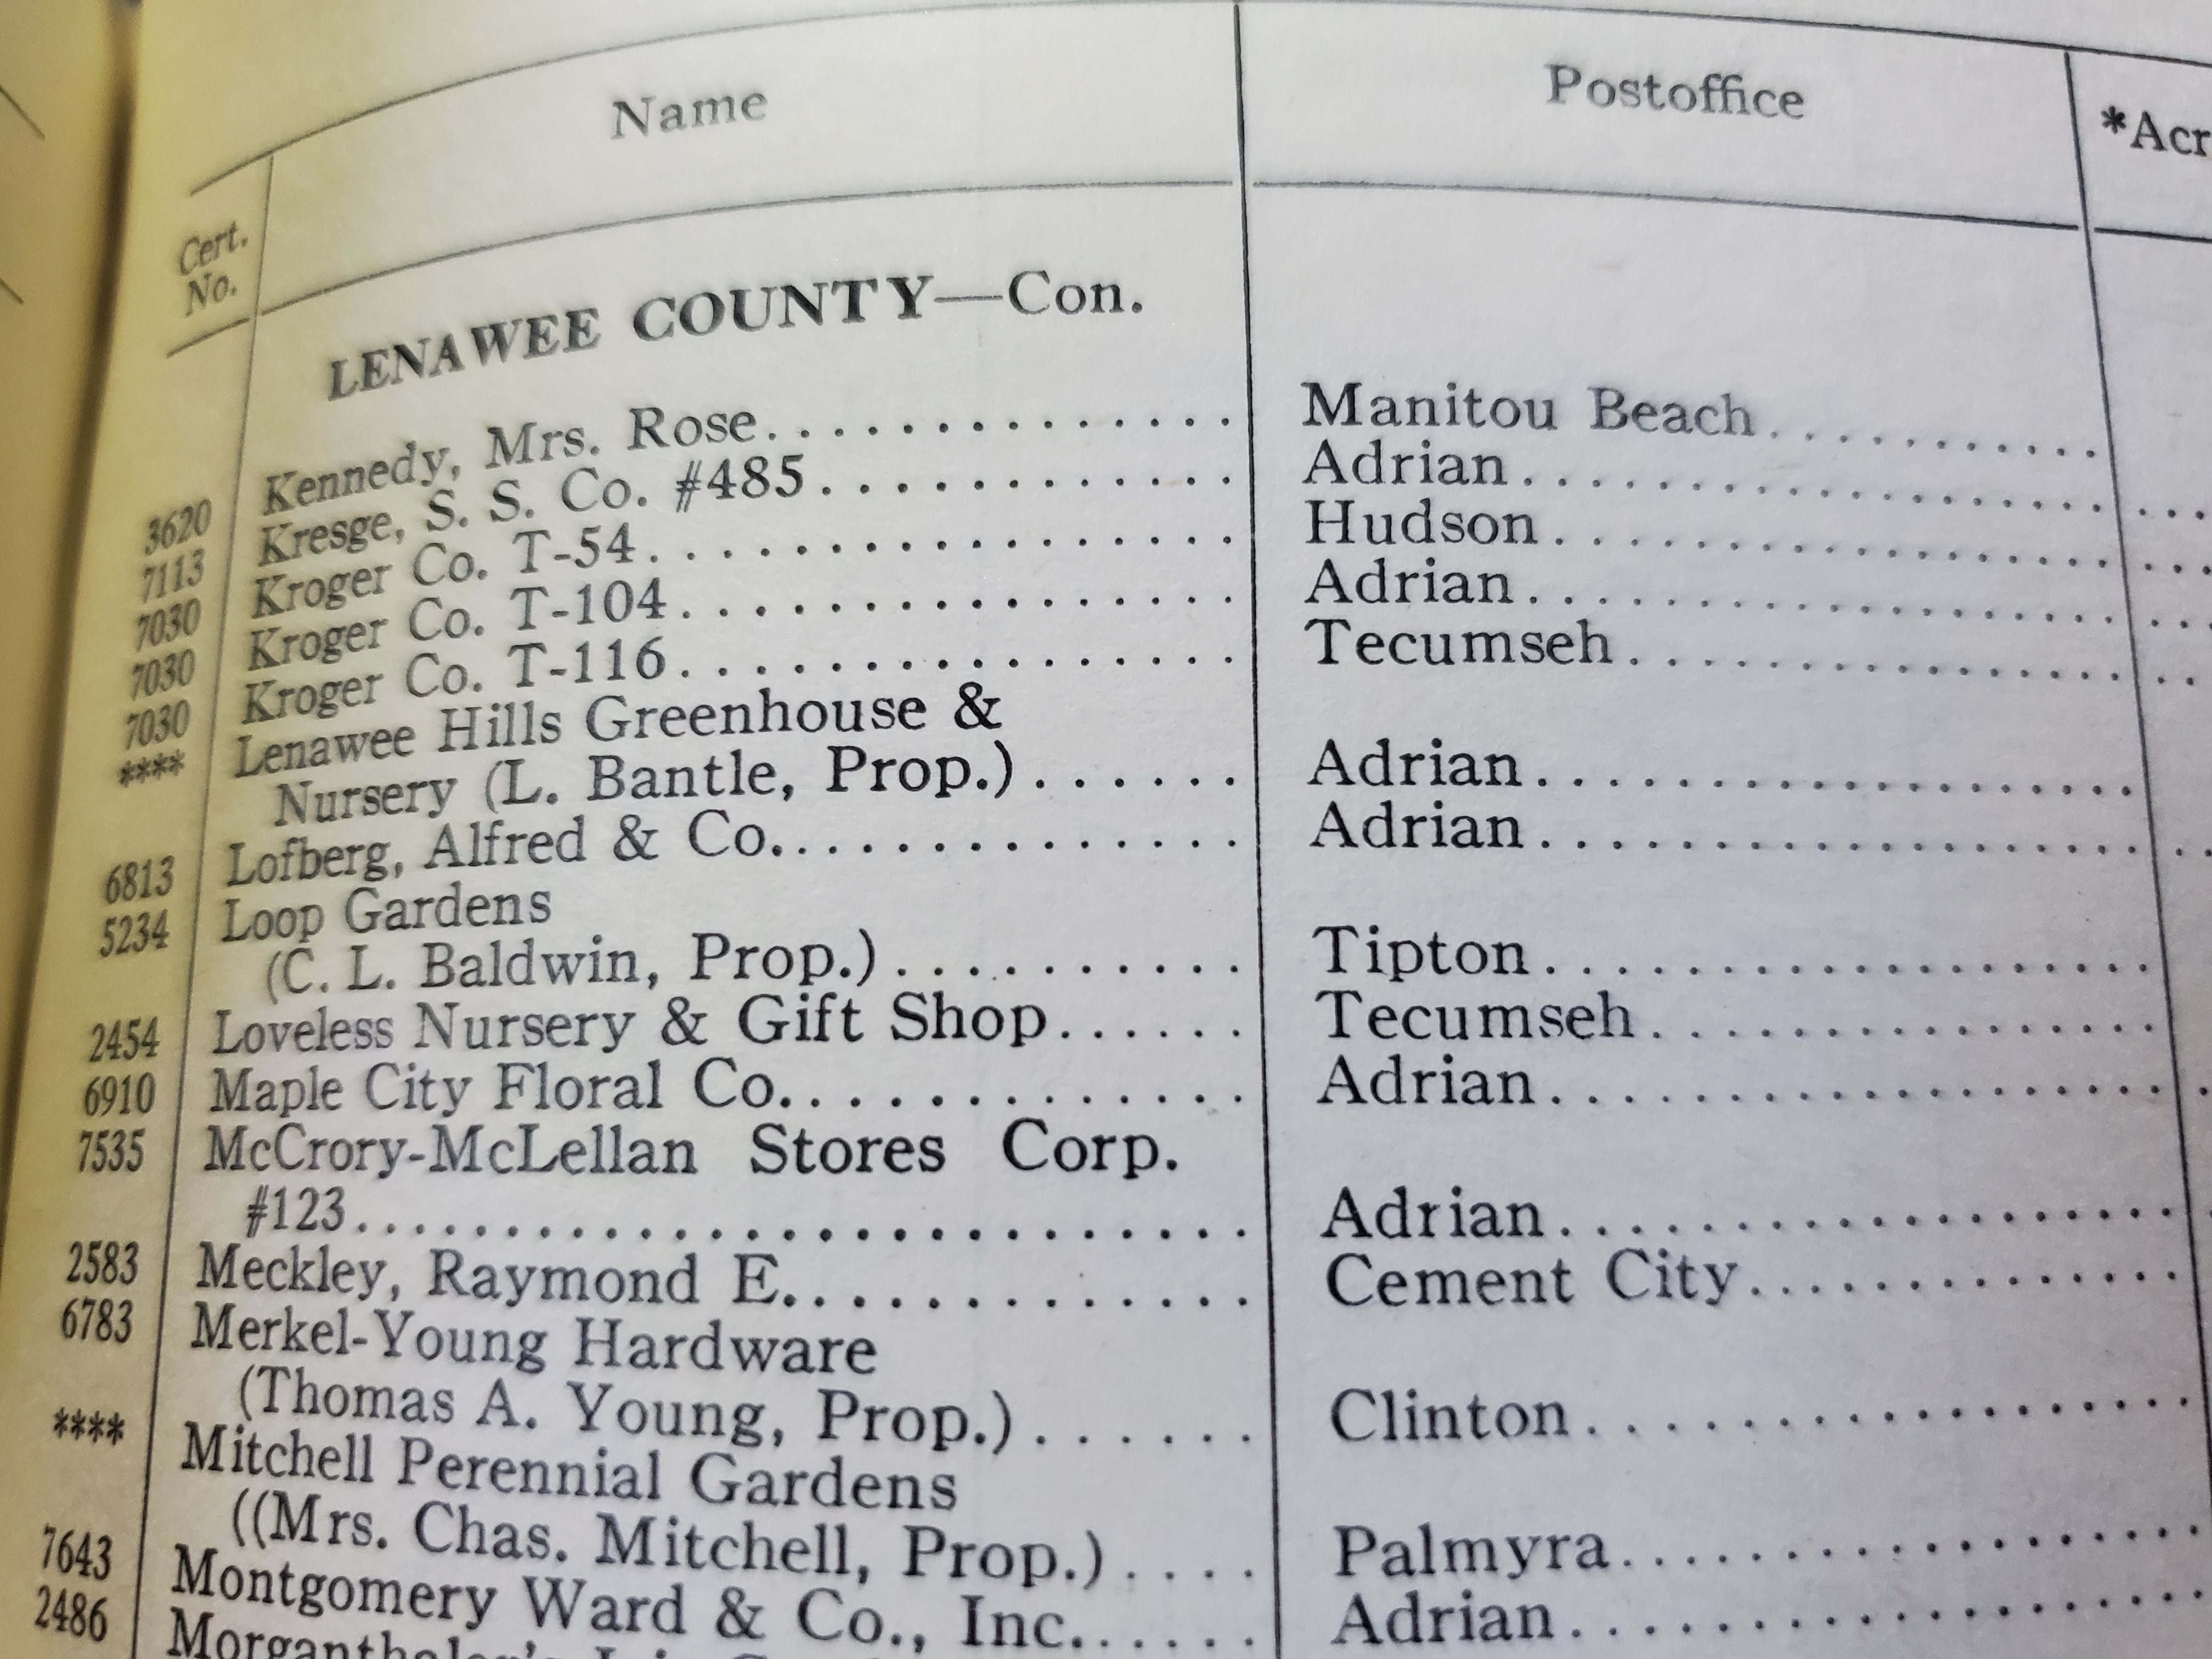 Cert. No. Name Postoffice *Acr
LENAWEE COUNTY—Con.
3620 Kennedy, Mrs. Rose.............. Manitou Beach...........
7113 Kresge, S. S. Co. #485............. Adrian.......................
7030 Kroger Co. T-54.................. Hudson......................
7030 Kroger Co. T-104................. Adrian.......................
7030 Kroger Co. T-116................. Tecumseh...................
**** Lenawee Hills Greenhouse &
Nursery (L. Bantle, Prop.)...... Adrian...................
6813 Lofberg, Alfred & Co.............. Adrian......................
5234 Loop Gardens
(C. L. Baldwin, Prop.)........... Tipton...................
2454 Loveless Nursery & Gift Shop...... Tecumseh................
6910 Maple City Floral Co.............. Adrian.....................
7535 McCrory-McLellan Stores Corp.
#123............................ Adrian.....................
2583 Meckley, Raymond E.............. Cement City..............
6783 Merkel-Young Hardware
(Thomas A. Young, Prop.)...... Clinton..................
**** Mitchell Perennial Gardens
((Mrs. Chas. Mitchell, Prop.).... Palmyra.................
7643 Montgomery Ward & Co., Inc...... Adrian...................
2486